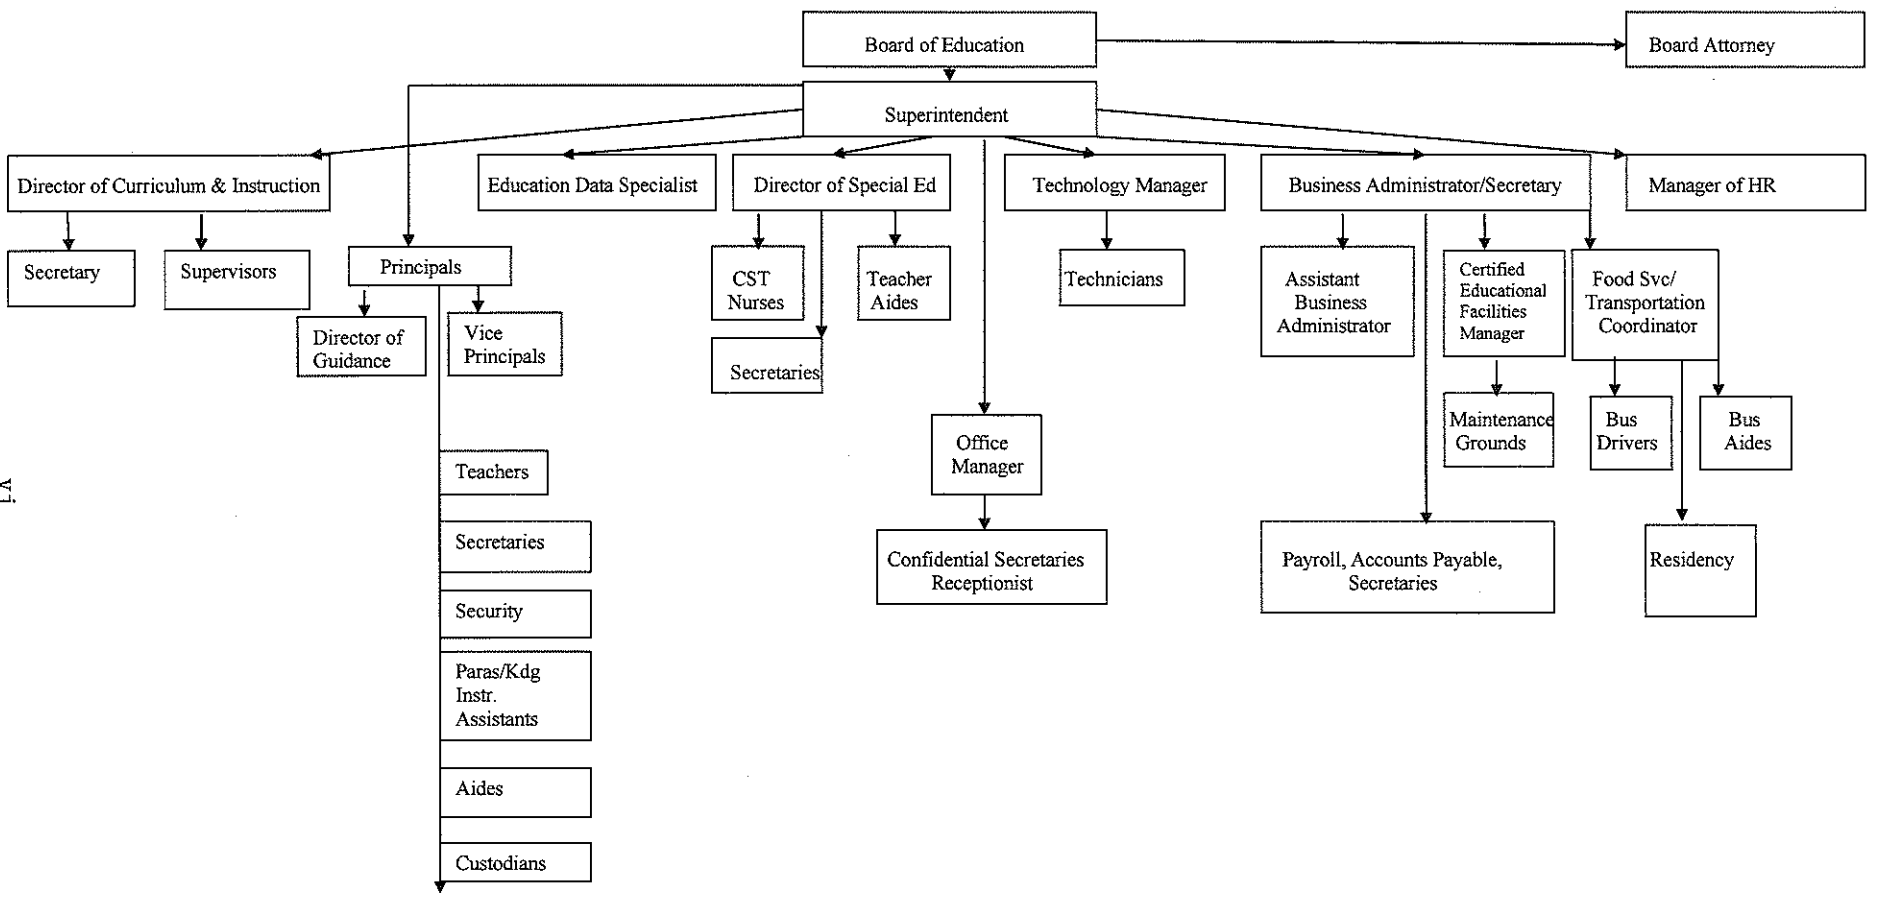 Board of Education
Board Attorney
Superintendent
Director of Curriculum & Instruction
Education Data Specialist
Director of Special Ed
Technology Manager
Business Administrator/Secretary
Manager of HR
Secretary
Supervisors
Principals
CST
Nurses
Teacher
Aides
Technicians
Assistant
Business
Administrator
Certified
Educational
Facilities
Manager
Food Svc/
Transportation
Coordinator
Director of
Guidance
Vice
Principals
Secretaries
Maintenance
Grounds
Bus
Drivers
Bus
Aides
Office
Manager
Teachers
Secretaries
Confidential Secretaries
Receptionist
Payroll, Accounts Payable,
Secretaries
Residency
Security
Paras/Kdg
Instr.
Assistants
Aides
Custodians